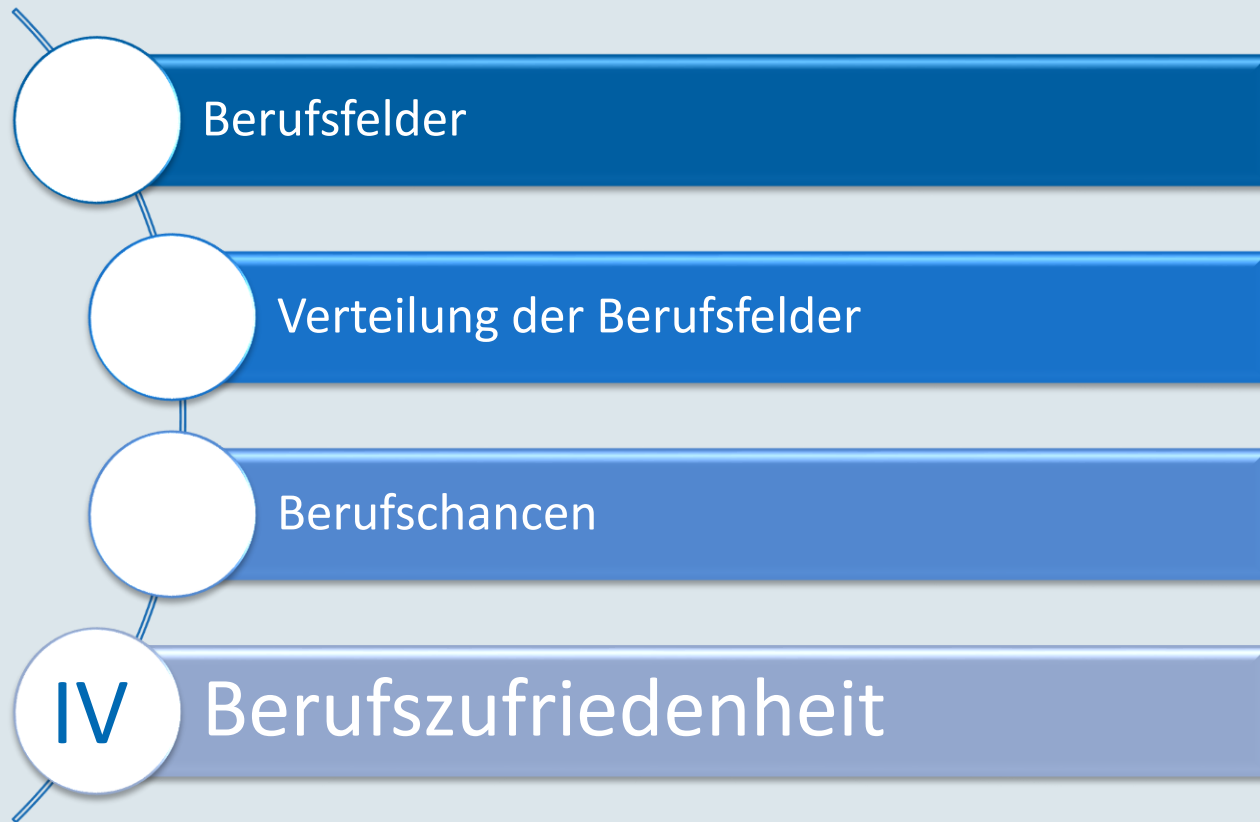 Berufsfelder
Verteilung der Berufsfelder
Berufschancen
IV Berufszufriedenheit